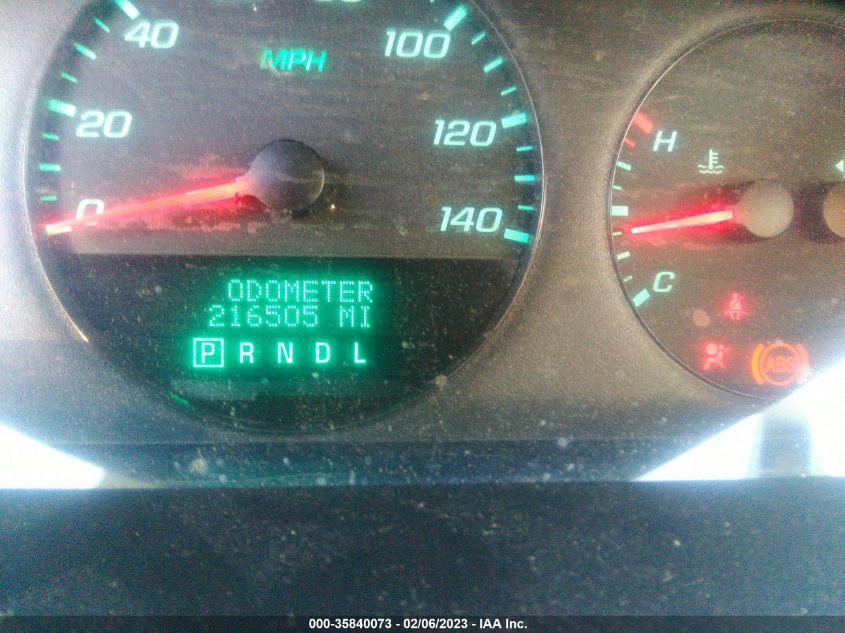 40
100
MPH
20
120
H
0
140
C
ODOMETER
216505 MI
P R N D L
ABS
000-35840073 - 02/06/2023 - IAA Inc.